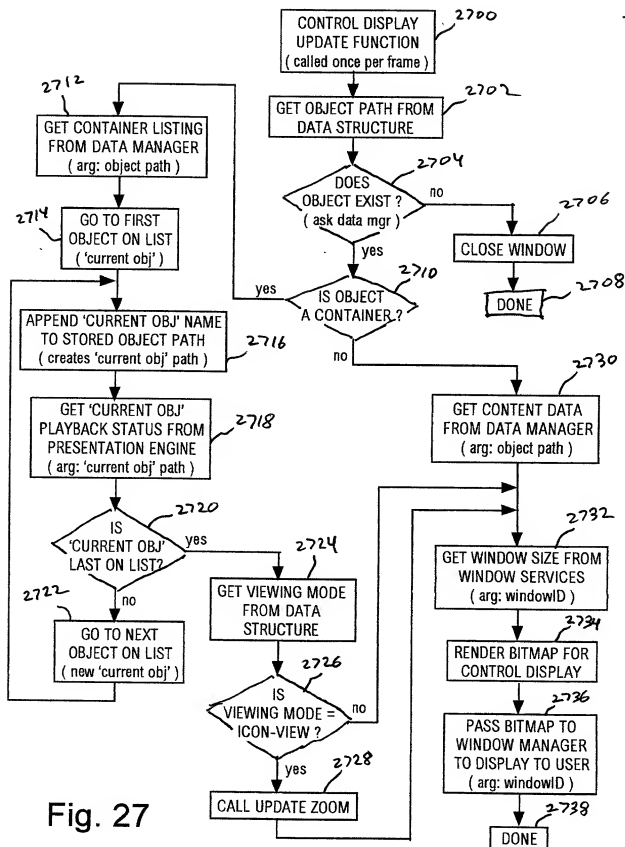 2700
CONTROL DISPLAY
UPDATE FUNCTION
( called once per frame )
2702
GET OBJECT PATH FROM
DATA STRUCTURE
2704
DOES
OBJECT EXIST ?
( ask data mgr )
no
yes
2706
CLOSE WINDOW
2708
DONE
2710
IS OBJECT
A CONTAINER ?
yes
no
2712
GET CONTAINER LISTING
FROM DATA MANAGER
( arg: object path )
2714
GO TO FIRST
OBJECT ON LIST
( 'current obj' )
APPEND 'CURRENT OBJ' NAME
TO STORED OBJECT PATH
( creates 'current obj' path )
2716
GET 'CURRENT OBJ'
PLAYBACK STATUS FROM
PRESENTATION ENGINE
( arg: 'current obj' path )
2718
2720
IS
'CURRENT OBJ'
LAST ON LIST?
yes
no
2722
GO TO NEXT
OBJECT ON LIST
( new 'current obj' )
2724
GET VIEWING MODE
FROM DATA
STRUCTURE
2726
IS
VIEWING MODE =
ICON-VIEW ?
no
yes
2728
CALL UPDATE ZOOM
2730
GET CONTENT DATA
FROM DATA MANAGER
( arg: object path )
2732
GET WINDOW SIZE FROM
WINDOW SERVICES
( arg: windowID )
2734
RENDER BITMAP FOR
CONTROL DISPLAY
2736
PASS BITMAP TO
WINDOW MANAGER
TO DISPLAY TO USER
( arg: windowID )
2738
DONE
Fig. 27